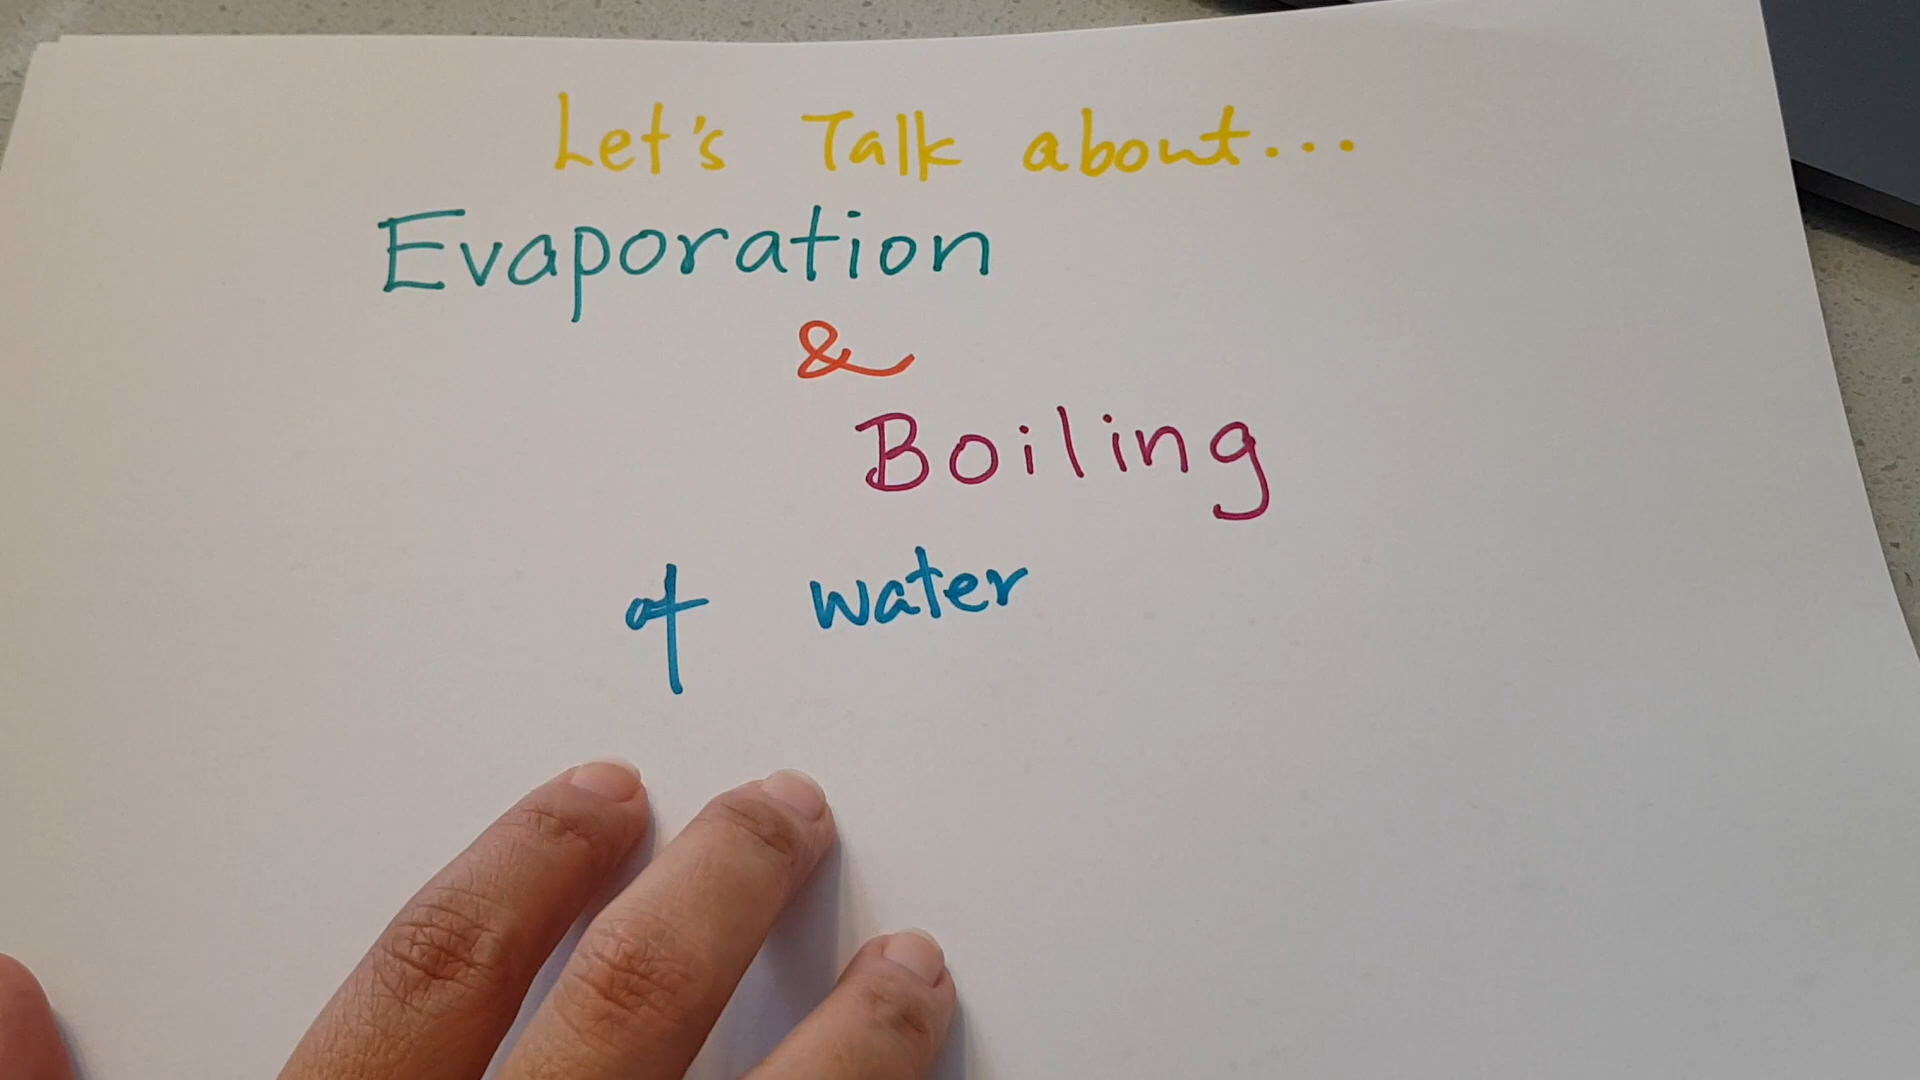 Let's Talk about...
Evaporation
&
Boiling
of water